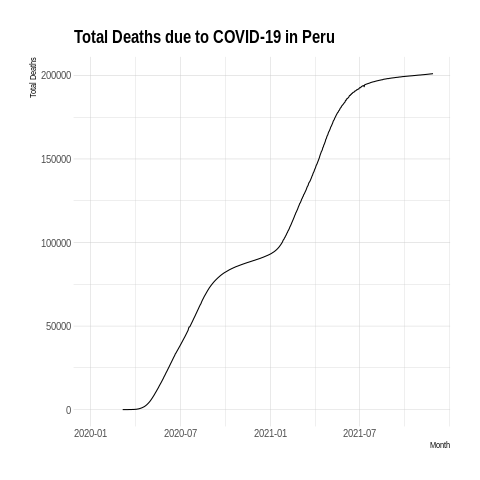 Total Deaths due to COVID-19 in Peru
Total Deaths
200000
150000
100000
50000
0
2020-01 2020-07 2021-01 2021-07
Month